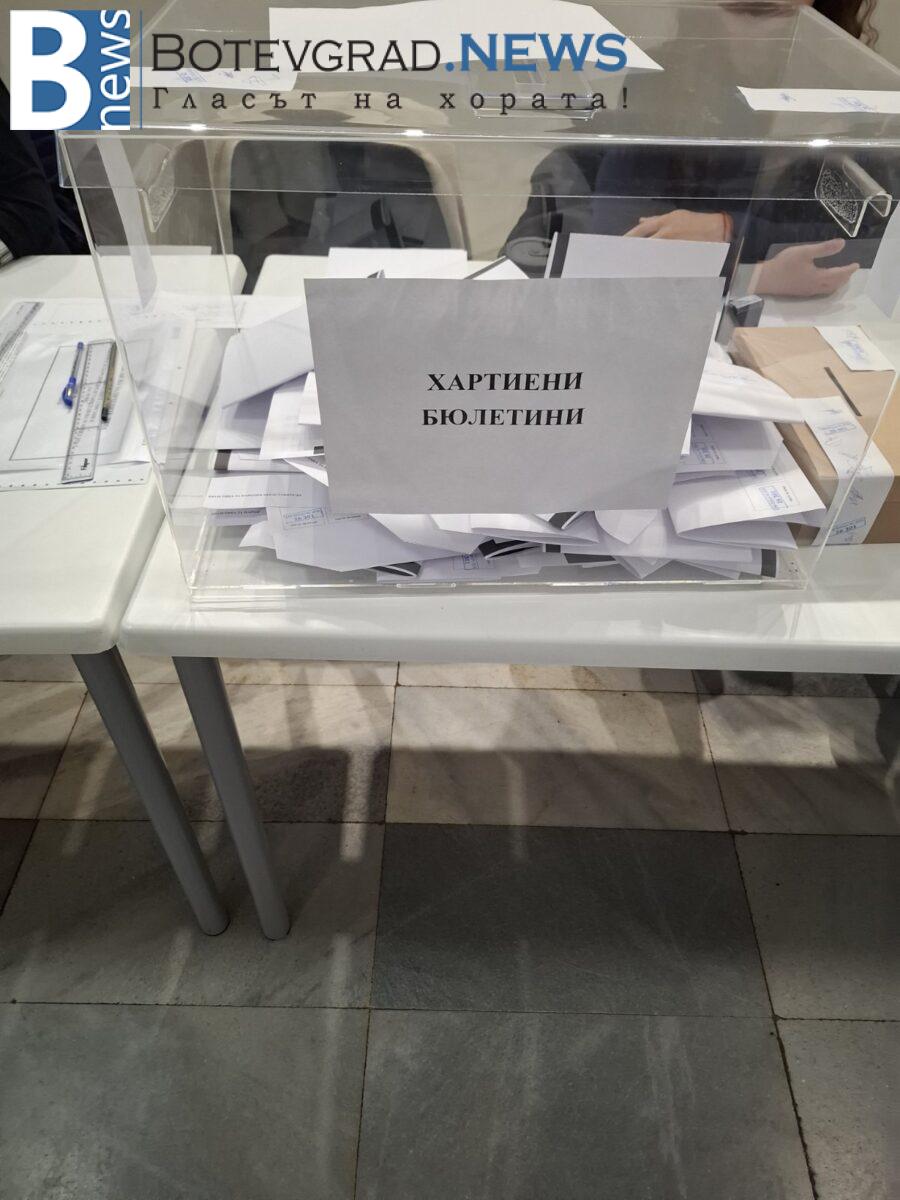 B news
BOTEVGRAD.NEWS
Гласът на хората!
ХАРТИЕНИ
БЮЛЕТИНИ